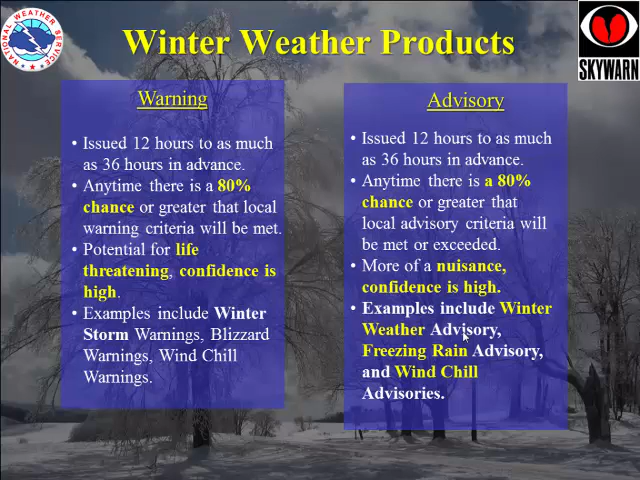 Winter Weather Products
NATIONAL WEATHER SERVICE
SKYWARN
Warning
• Issued 12 hours to as much
as 36 hours in advance.
• Anytime there is a 80%
chance or greater that local
warning criteria will be met.
• Potential for life
threatening, confidence is
high.
• Examples include Winter
Storm Warnings, Blizzard
Warnings, Wind Chill
Warnings.
Advisory
• Issued 12 hours to as much
as 36 hours in advance.
• Anytime there is a 80%
chance or greater that
local advisory criteria will
be met or exceeded.
• More of a nuisance,
confidence is high.
• Examples include Winter
Weather Advisory,
Freezing Rain Advisory,
and Wind Chill
Advisories.